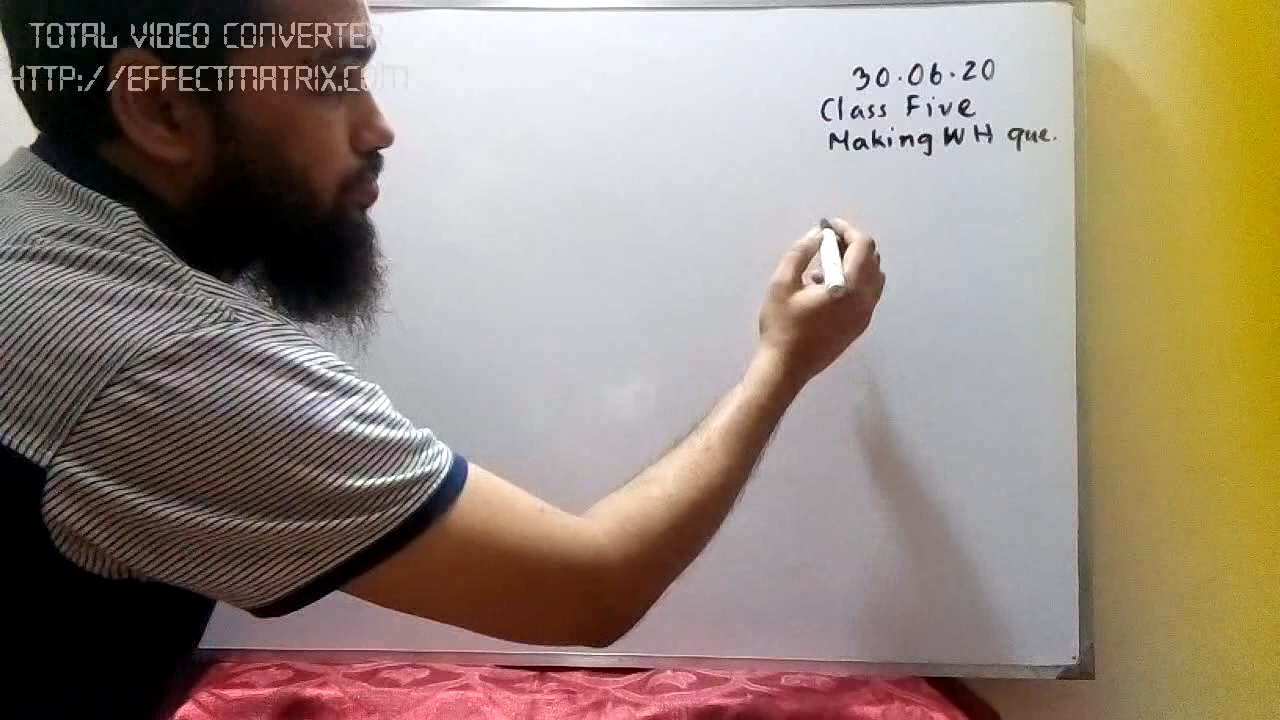 TOTAL VIDEO CONVERTER
HTTP://EFFECTMATRIX.COM
30.06.20
Class Five
Making WH que.